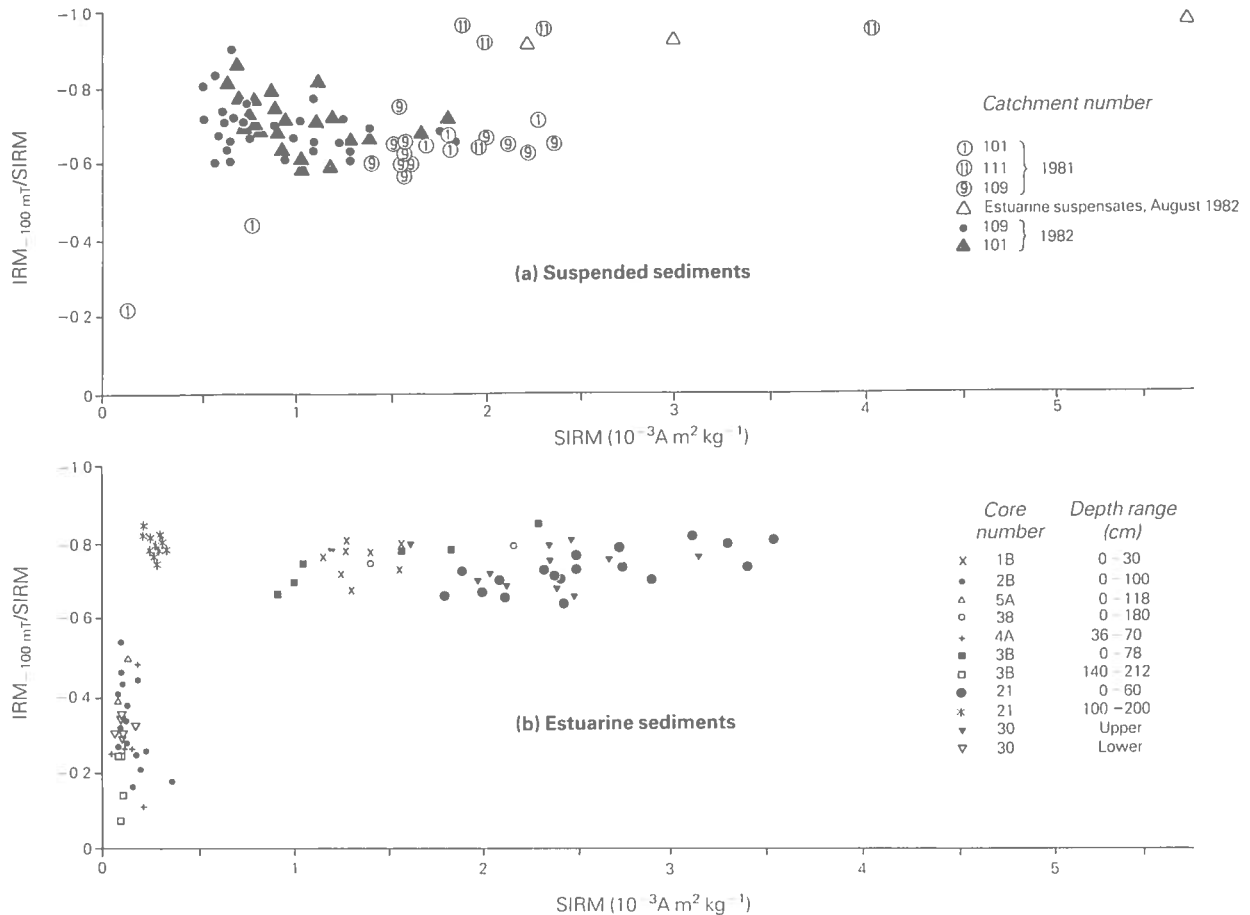 −1 0
−0 8
−0 6
−0 4
−0 2
0
IRM−100 mT/SIRM
0 1 2 3 4 5
SIRM (10⁻³A m² kg⁻¹)
(a) Suspended sediments
Catchment number
1 101
11 111 1981
9 109
Estuarine suspensates, August 1982
109
101 1982
−1 0
−0 8
−0 6
−0 4
−0 2
0
IRM−100 mT/SIRM
0 1 2 3 4 5
SIRM (10⁻³A m² kg⁻¹)
(b) Estuarine sediments
Core Depth range
number (cm)
1B 0 – 30
2B 0 – 100
5A 0 – 118
38 0 – 180
4A 36 – 70
3B 0 – 78
3B 140 – 212
21 0 – 60
21 100 – 200
30 Upper
30 Lower